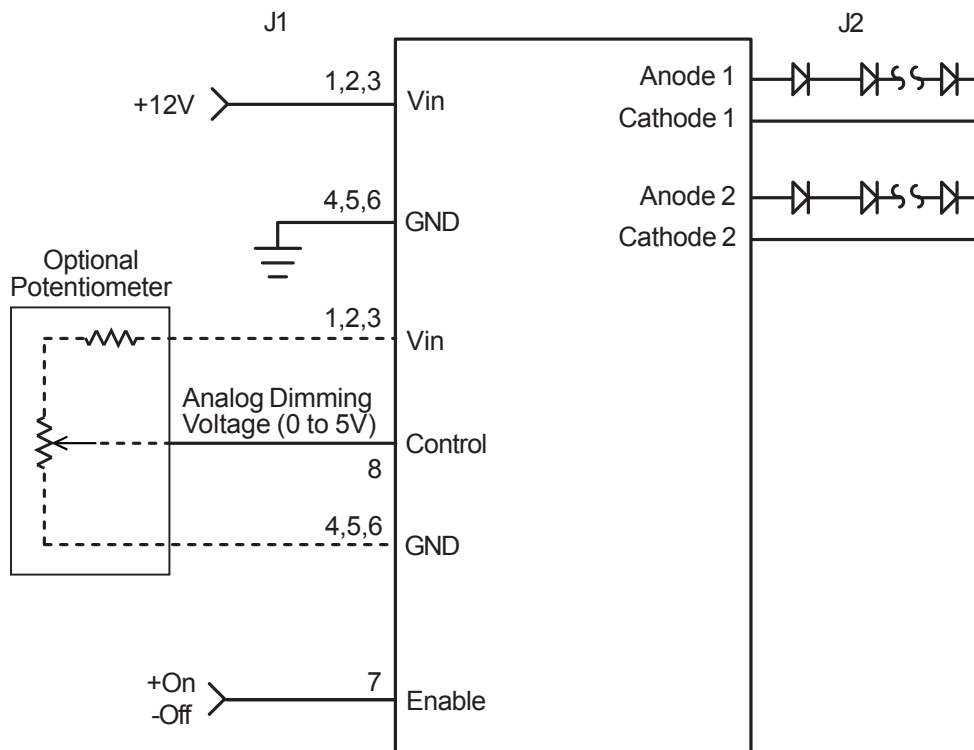 J1
J2
1,2,3
Anode 1
+12V
Vin
Cathode 1
4,5,6
Anode 2
GND
Cathode 2
Optional
Potentiometer
1,2,3
Vin
Analog Dimming
Voltage (0 to 5V)
Control
8
4,5,6
GND
+On
-Off
7
Enable